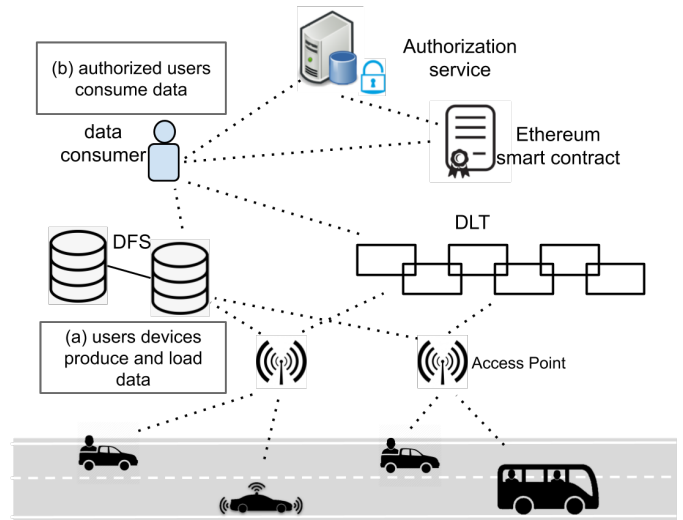 Authorization
service
(b) authorized users
consume data
data
consumer
Ethereum
smart contract
DFS
DLT
(a) users devices
produce and load
data
Access Point